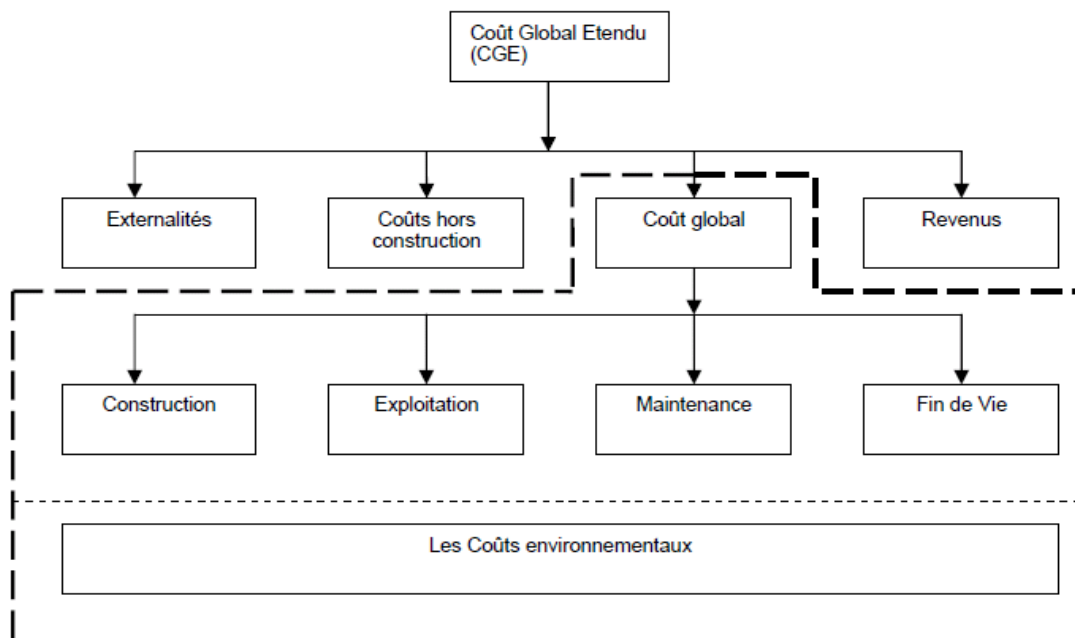 Coût Global Etendu
(CGE)
Externalités
Coûts hors
construction
Coût global
Revenus
Construction
Exploitation
Maintenance
Fin de Vie
Les Coûts environnementaux